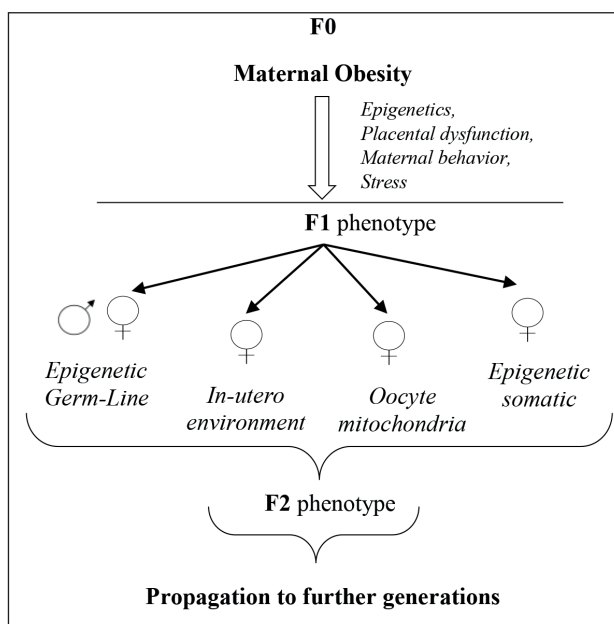 F0
Maternal Obesity
Epigenetics,
Placental dysfunction,
Maternal behavior,
Stress
F1 phenotype
Epigenetic
Germ-Line
In-utero
environment
Oocyte
mitochondria
Epigenetic
somatic
F2 phenotype
Propagation to further generations